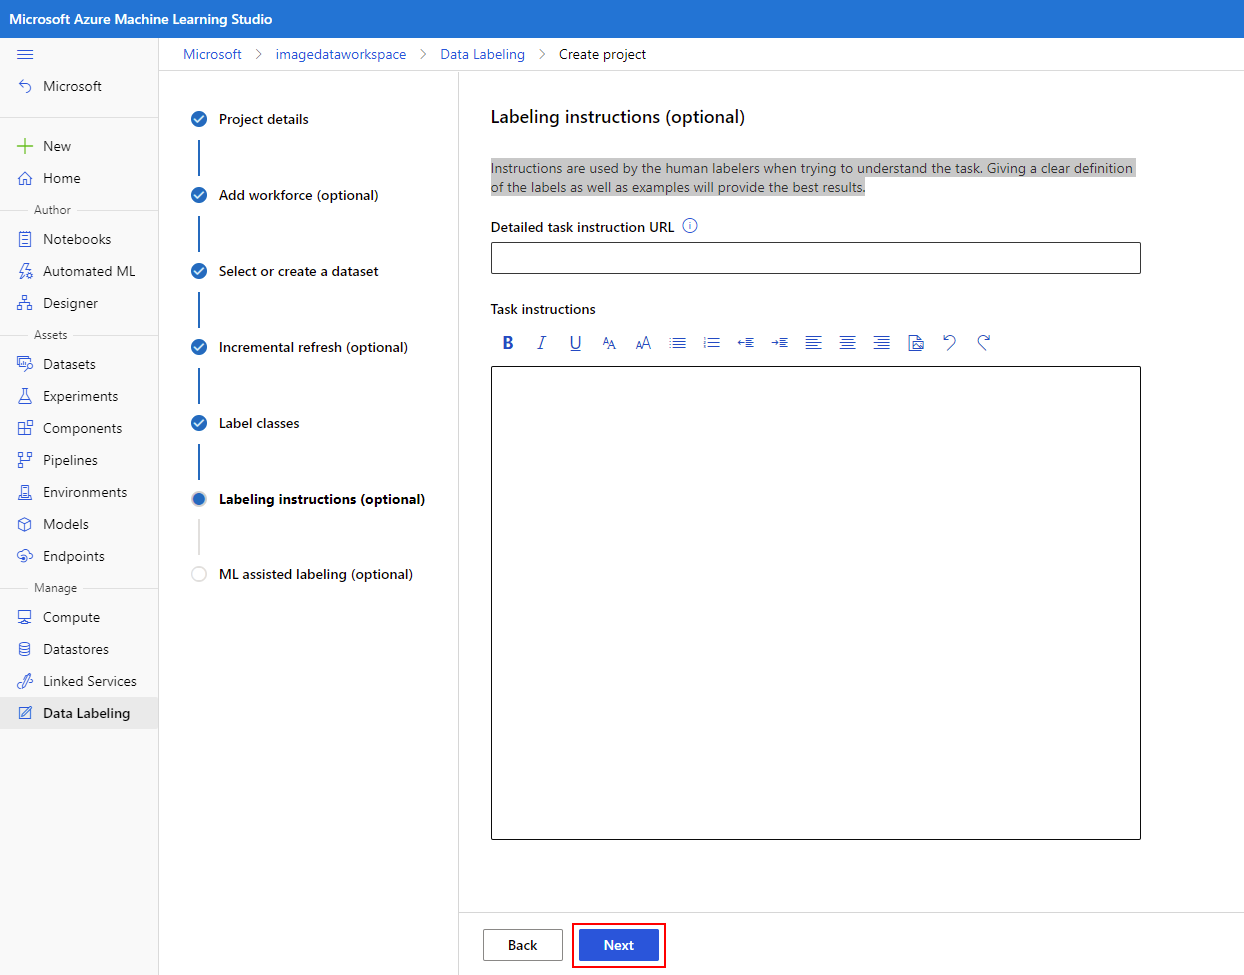 Microsoft Azure Machine Learning Studio
Microsoft > imagedataworkspace > Data Labeling > Create project
Microsoft
New
Home
Author
Notebooks
Automated ML
Designer
Assets
Datasets
Experiments
Components
Pipelines
Environments
Models
Endpoints
Manage
Compute
Datastores
Linked Services
Data Labeling
Project details
Add workforce (optional)
Select or create a dataset
Incremental refresh (optional)
Label classes
Labeling instructions (optional)
ML assisted labeling (optional)
Labeling instructions (optional)
Instructions are used by the human labelers when trying to understand the task. Giving a clear definition
of the labels as well as examples will provide the best results.
Detailed task instruction URL
Task instructions
B I U AA AA
Back
Next